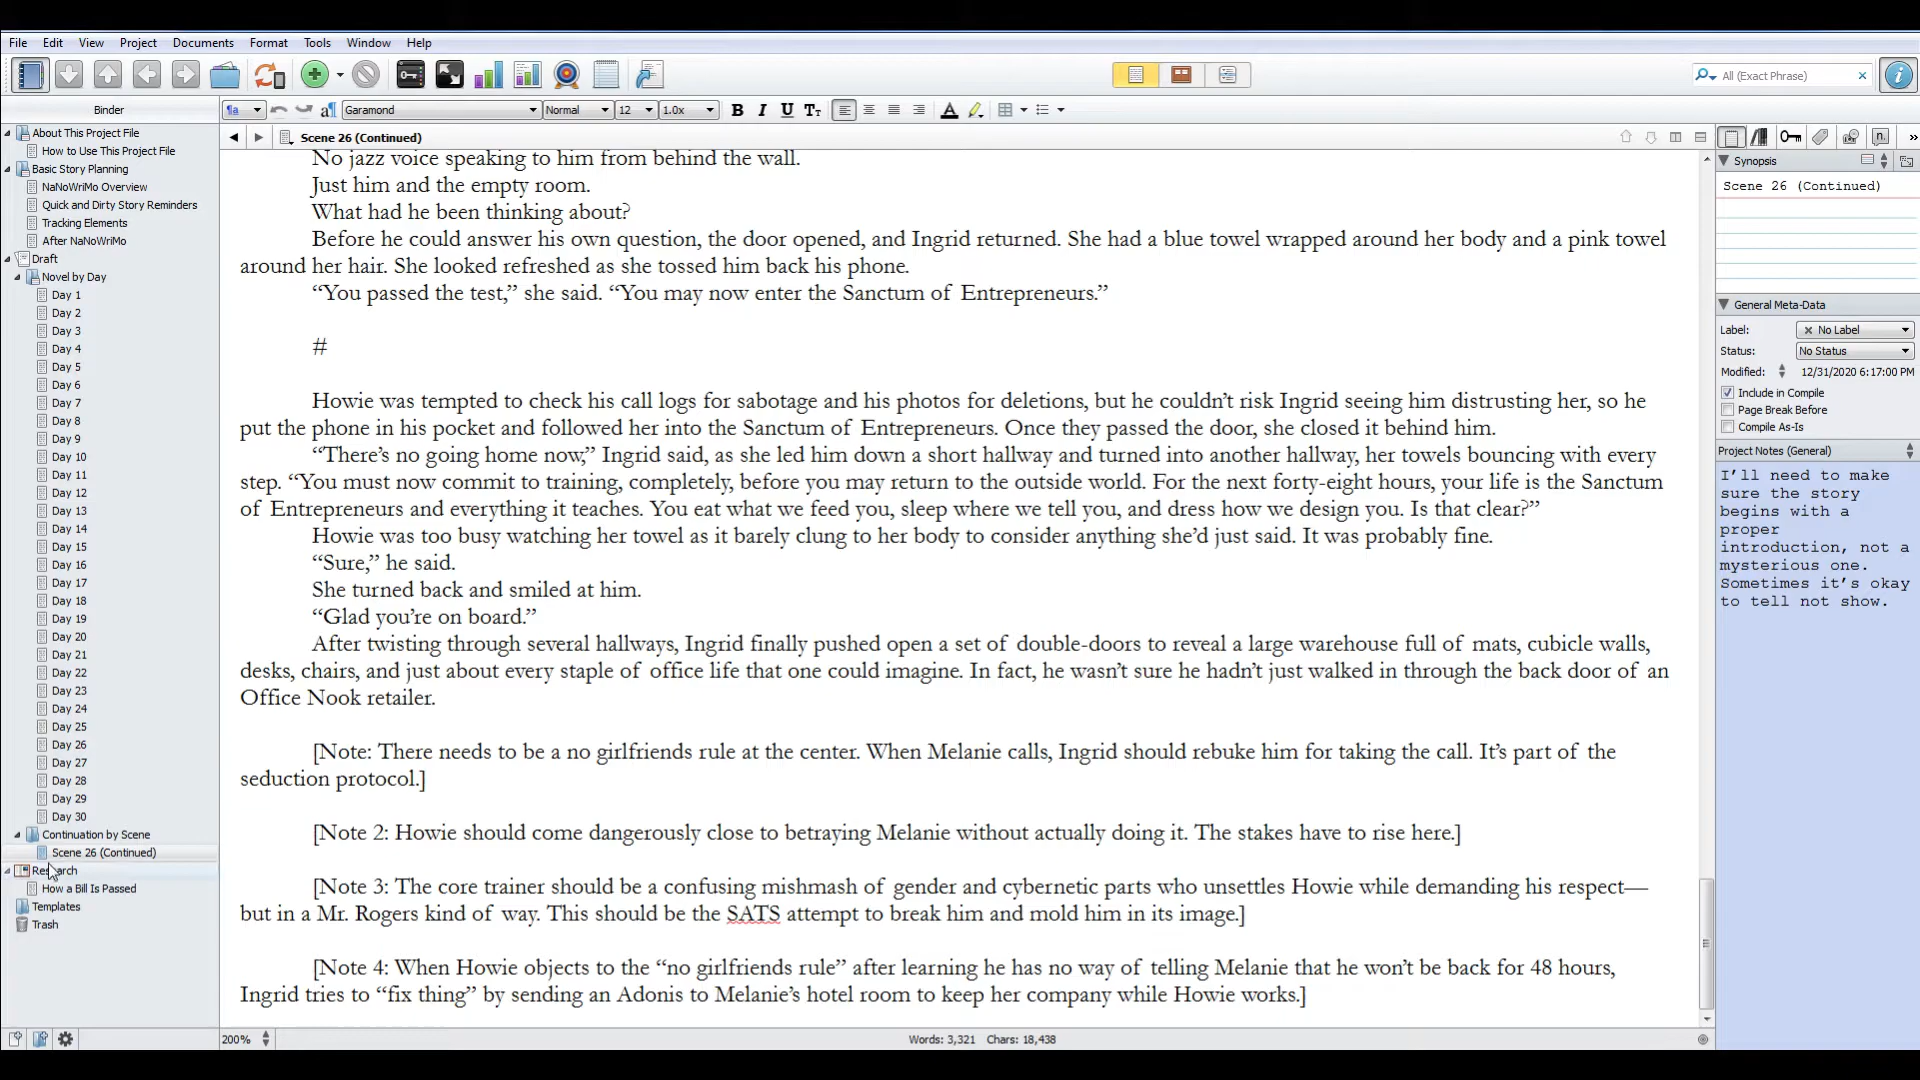 File Edit View Project Documents Format Tools Window Help
All (Exact Phrase)
Binder
¶a
a¶ Garamond Normal 12 1.0x B I U Tт A
Scene 26 (Continued)
About This Project File
How to Use This Project File
Basic Story Planning
NaNoWriMo Overview
Quick and Dirty Story Reminders
Tracking Elements
After NaNoWriMo
Draft
Novel by Day
Day 1
Day 2
Day 3
Day 4
Day 5
Day 6
Day 7
Day 8
Day 9
Day 10
Day 11
Day 12
Day 13
Day 14
Day 15
Day 16
Day 17
Day 18
Day 19
Day 20
Day 21
Day 22
Day 23
Day 24
Day 25
Day 26
Day 27
Day 28
Day 29
Day 30
Continuation by Scene
Scene 26 (Continued)
Research
How a Bill Is Passed
Templates
Trash
No jazz voice speaking to him from behind the wall.
Just him and the empty room.
What had he been thinking about?
Before he could answer his own question, the door opened, and Ingrid returned. She had a blue towel wrapped around her body and a pink towel
around her hair. She looked refreshed as she tossed him back his phone.
“You passed the test,” she said. “You may now enter the Sanctum of Entrepreneurs.”
#
Howie was tempted to check his call logs for sabotage and his photos for deletions, but he couldn’t risk Ingrid seeing him distrusting her, so he
put the phone in his pocket and followed her into the Sanctum of Entrepreneurs. Once they passed the door, she closed it behind him.
“There’s no going home now,” Ingrid said, as she led him down a short hallway and turned into another hallway, her towels bouncing with every
step. “You must now commit to training, completely, before you may return to the outside world. For the next forty-eight hours, your life is the Sanctum
of Entrepreneurs and everything it teaches. You eat what we feed you, sleep where we tell you, and dress how we design you. Is that clear?”
Howie was too busy watching her towel as it barely clung to her body to consider anything she’d just said. It was probably fine.
“Sure,” he said.
She turned back and smiled at him.
“Glad you’re on board.”
After twisting through several hallways, Ingrid finally pushed open a set of double-doors to reveal a large warehouse full of mats, cubicle walls,
desks, chairs, and just about every staple of office life that one could imagine. In fact, he wasn’t sure he hadn’t just walked in through the back door of an
Office Nook retailer.
[Note: There needs to be a no girlfriends rule at the center. When Melanie calls, Ingrid should rebuke him for taking the call. It’s part of the
seduction protocol.]
[Note 2: Howie should come dangerously close to betraying Melanie without actually doing it. The stakes have to rise here.]
[Note 3: The core trainer should be a confusing mishmash of gender and cybernetic parts who unsettles Howie while demanding his respect—
but in a Mr. Rogers kind of way. This should be the SATS attempt to break him and mold him in its image.]
[Note 4: When Howie objects to the “no girlfriends rule” after learning he has no way of telling Melanie that he won’t be back for 48 hours,
Ingrid tries to “fix thing” by sending an Adonis to Melanie’s hotel room to keep her company while Howie works.]
200%
Words: 3,321 Chars: 18,438
Synopsis
Scene 26 (Continued)
General Meta-Data
Label: No Label
Status: No Status
Modified: 12/31/2020 6:17:00 PM
Include in Compile
Page Break Before
Compile As-Is
Project Notes (General)
I’ll need to make
sure the story
begins with a
proper
introduction, not a
mysterious one.
Sometimes it’s okay
to tell not show.